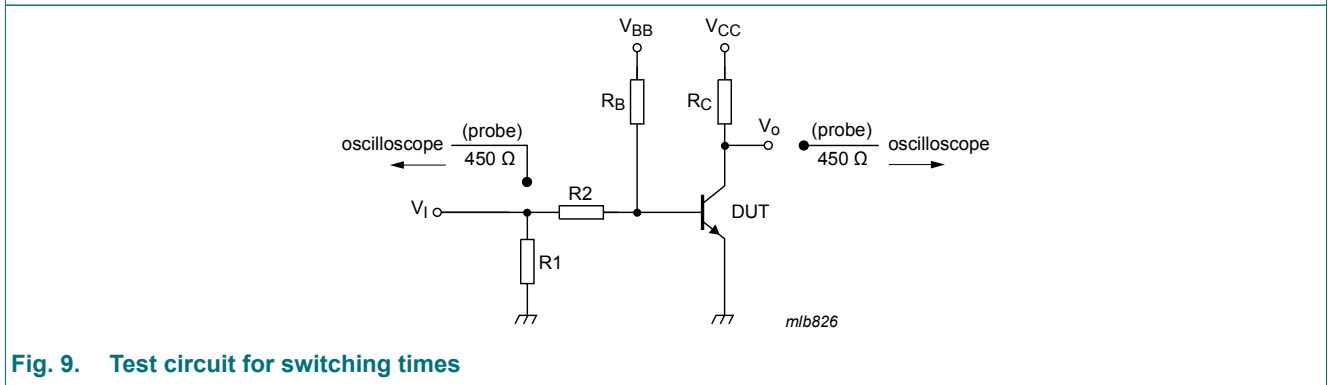 VBB VCC
RB RC
oscilloscope (probe) 450 Ω
Vo (probe) 450 Ω oscilloscope
R2
VI DUT
R1
mlb826
Fig. 9. Test circuit for switching times